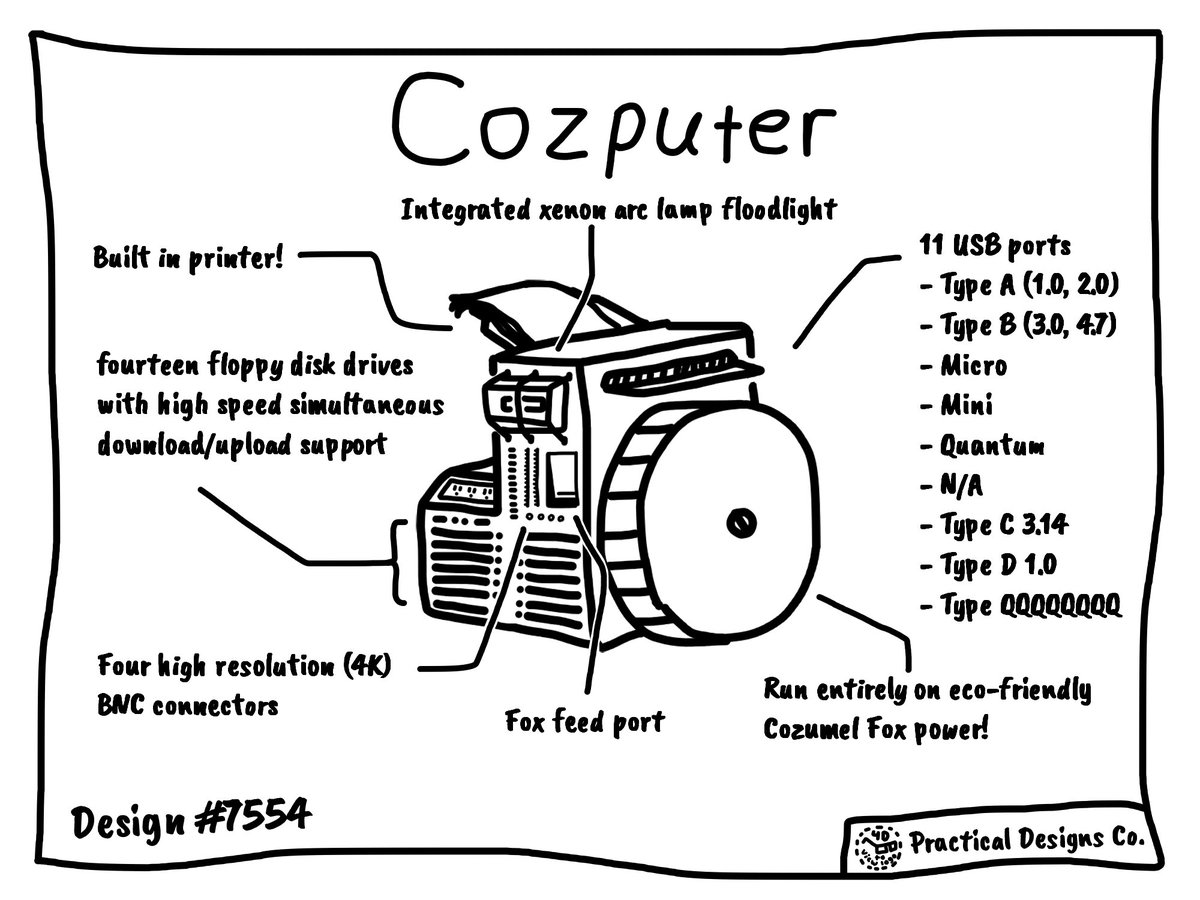 Cozputer
Integrated xenon arc lamp floodlight
Built in printer!
fourteen floppy disk drives
with high speed simultaneous
download/upload support
11 USB ports
- Type A (1.0, 2.0)
- Type B (3.0, 4.7)
- Micro
- Mini
- Quantum
- N/A
- Type C 3.14
- Type D 1.0
- Type QQQQQQQQ
Four high resolution (4K)
BNC connectors
Fox feed port
Run entirely on eco-friendly
Cozumel Fox power!
Design #7554
Practical Designs Co.